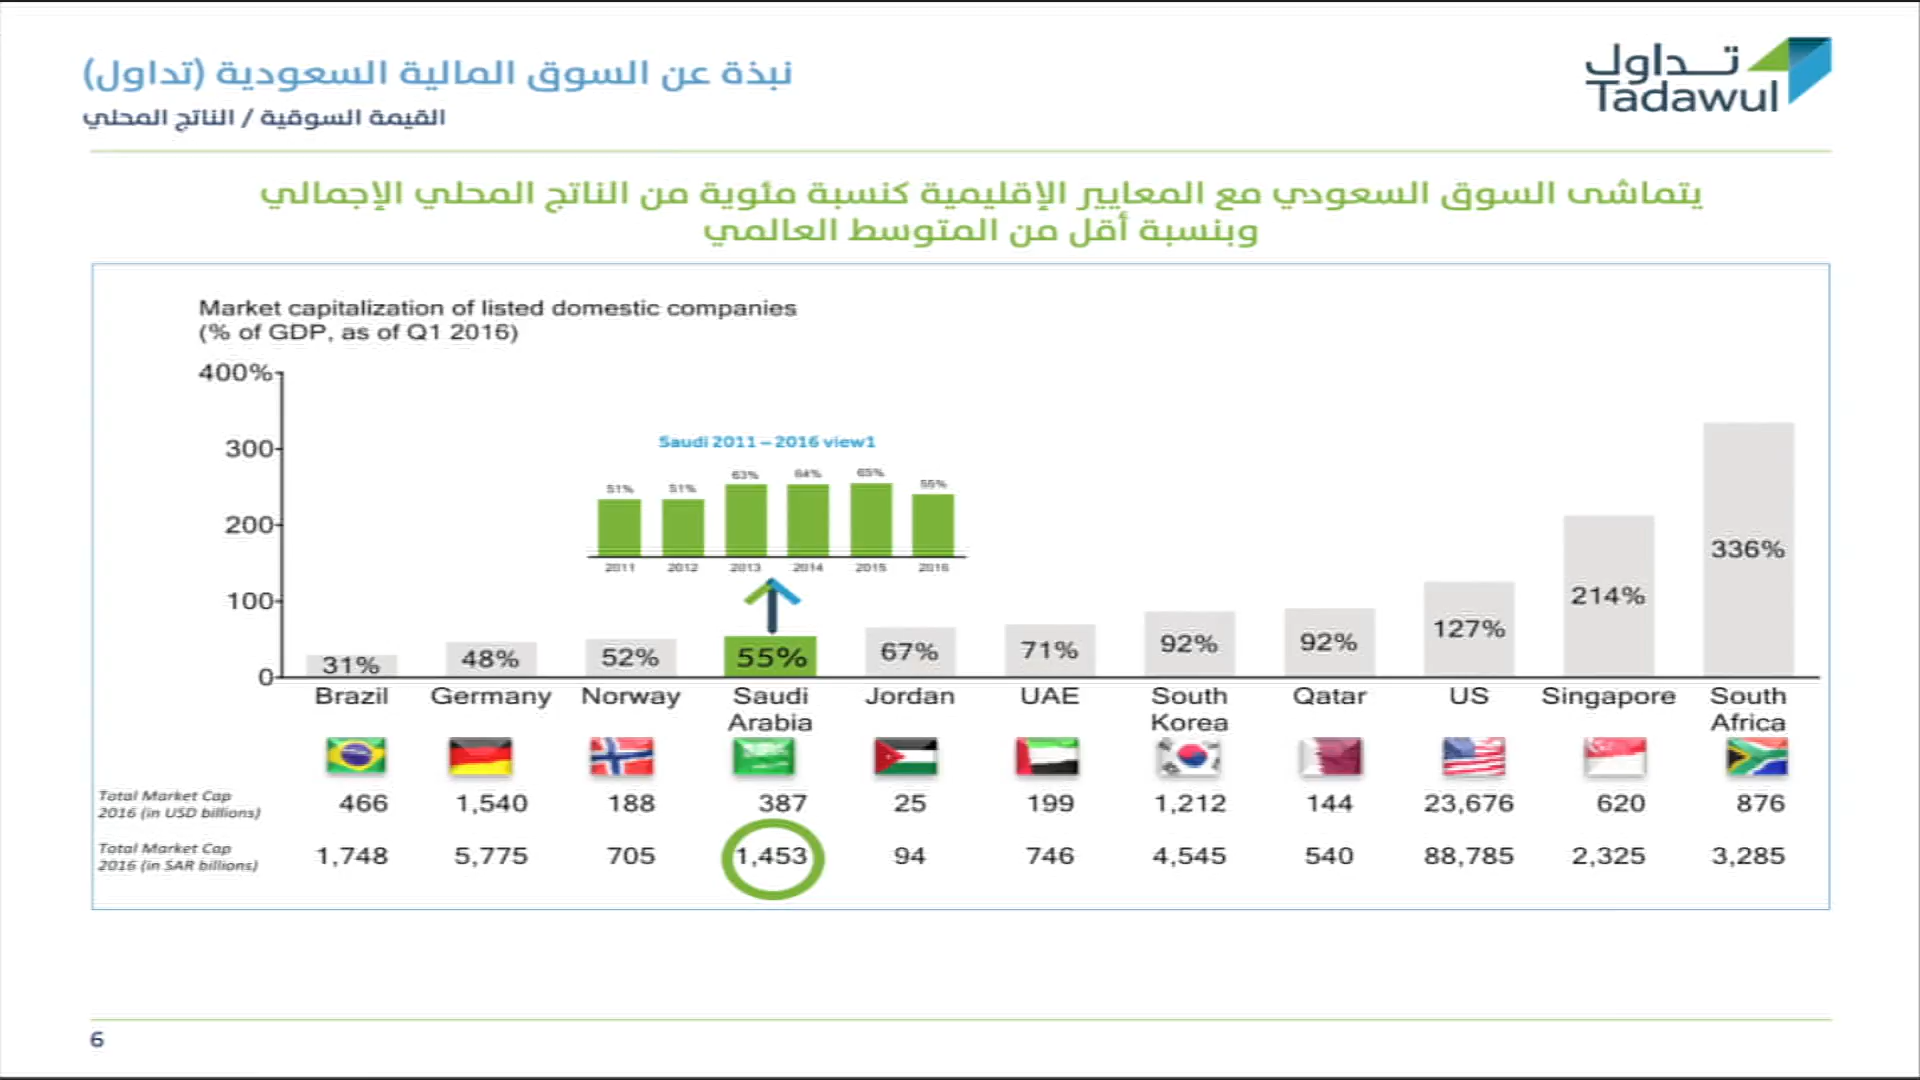 نبذة عن السوق المالية السعودية (تداول)
القيمة السوقية / الناتج المحلي
تـداول
Tadawul
يتماشى السوق السعودي مع المعايير الإقليمية كنسبة مئوية من الناتج المحلي الإجمالي
وبنسبة أقل من المتوسط العالمي
Market capitalization of listed domestic companies
(% of GDP, as of Q1 2016)
400%
300
200
100
0
Saudi 2011 – 2016 view1
51% 51% 63% 64% 65% 55%
2011 2012 2013 2014 2015 2016
31% 48% 52% 55% 67% 71% 92% 92% 127% 214% 336%
Brazil Germany Norway Saudi Arabia Jordan UAE South Korea Qatar US Singapore South Africa
Total Market Cap
2016 (in USD billions)
466 1,540 188 387 25 199 1,212 144 23,676 620 876
Total Market Cap
2016 (in SAR billions)
1,748 5,775 705 1,453 94 746 4,545 540 88,785 2,325 3,285
6